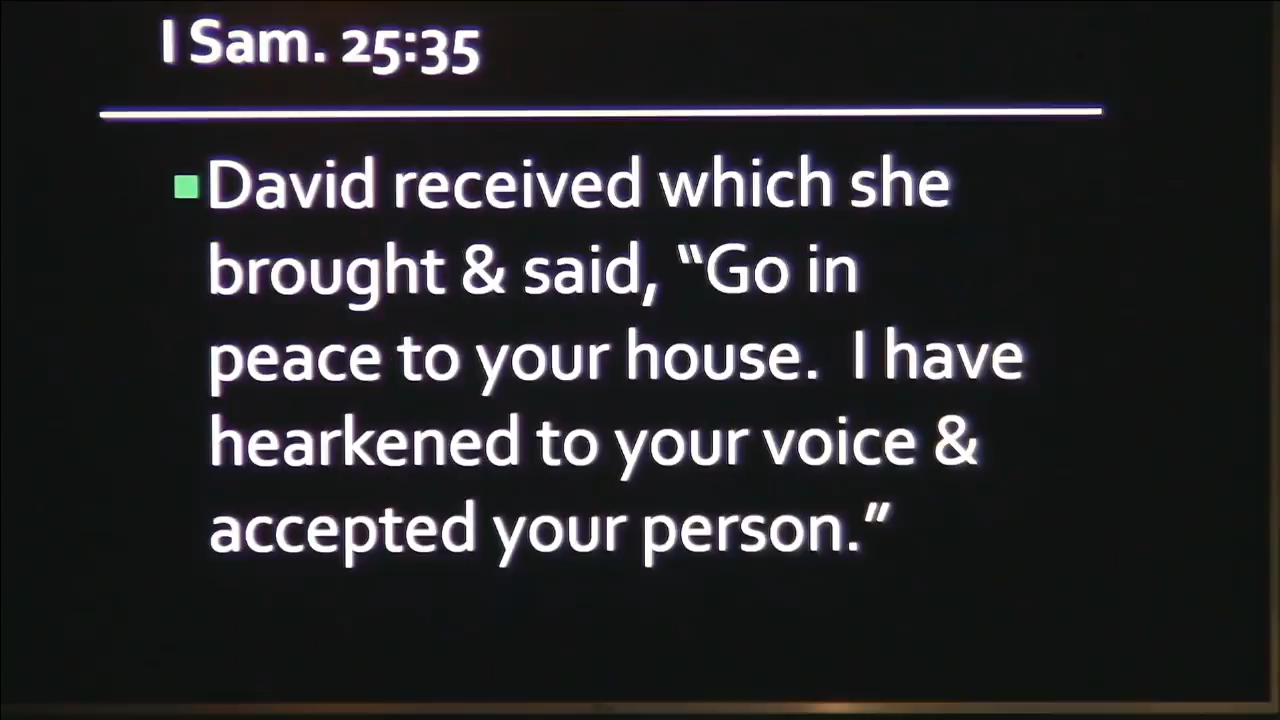 I Sam. 25:35
David received which she
brought & said, “Go in
peace to your house.  I have
hearkened to your voice &
accepted your person.”